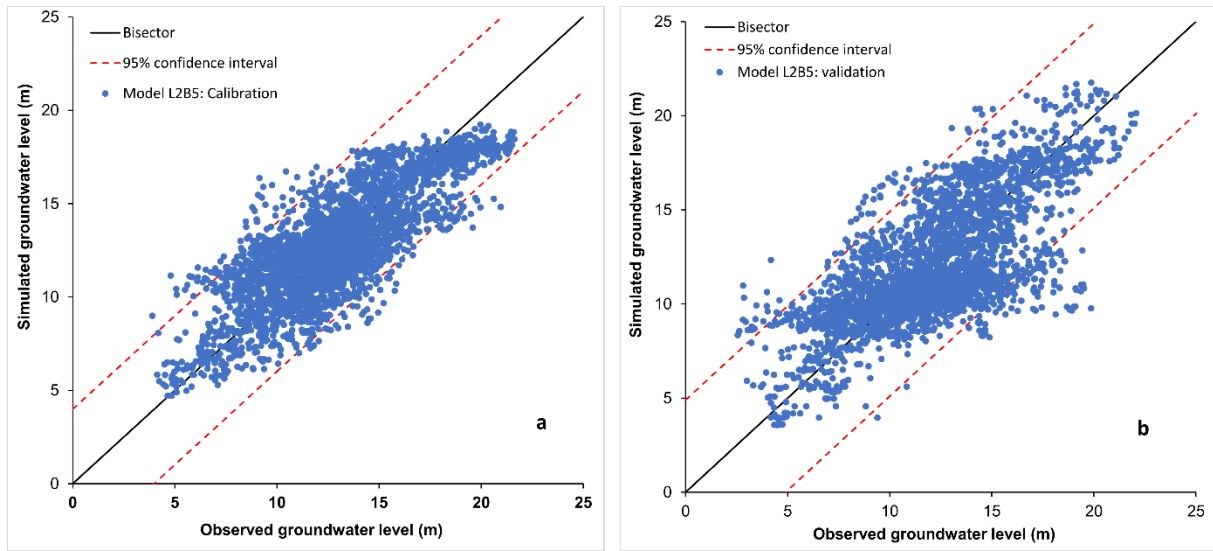 25
20
15
10
5
0
Simulated groundwater level (m)
Bisector
95% confidence interval
Model L2B5: Calibration
a
0
5
10
15
20
25
Observed groundwater level (m)
25
20
15
10
5
0
Simulated groundwater level (m)
Bisector
95% confidence interval
Model L2B5: validation
b
0
5
10
15
20
25
Observed groundwater level (m)